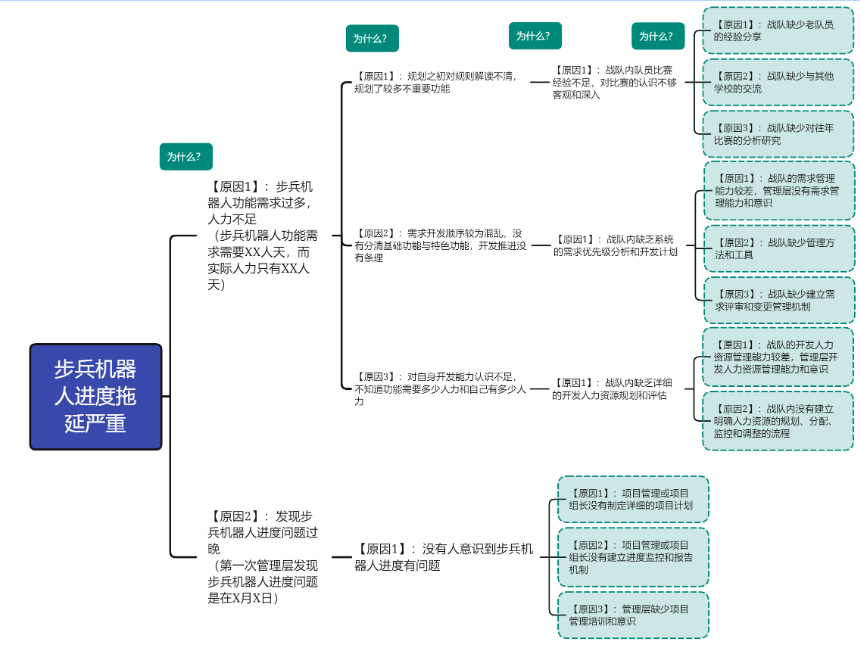 步兵机器
人进度拖
延严重
为什么?
【原因1】：步兵机
器人功能需求过多，
人力不足
（步兵机器人功能需
求需要XX人天，而
实际人力只有XX人
天）
【原因2】：发现步
兵机器人进度问题过
晚
（第一次管理层发现
步兵机器人进度问题
是在X月X日）
为什么?
【原因1】：规划之初对规则解读不清，
规划了较多不重要功能
【原因2】：需求开发顺序较为混乱，没
有分清基础功能与特色功能，开发推进没
有条理
【原因3】：对自身开发能力认识不足，
不知道功能需要多少人力和自己有多少人
力
【原因1】：没有人意识到步兵机
器人进度有问题
为什么?
【原因1】：战队内队员比赛
经验不足，对比赛的认识不够
客观和深入
【原因1】：战队内缺乏系统
的需求优先级分析和开发计划
【原因1】：战队内缺乏详细
的开发人力资源规划和评估
为什么?
【原因1】：战队缺少老队员
的经验分享
【原因2】：战队缺少与其他
学校的交流
【原因3】：战队缺少对往年
比赛的分析研究
【原因1】：战队的需求管理
能力较差，管理层没有需求管
理能力和意识
【原因2】：战队缺少管理方
法和工具
【原因3】：战队缺少建立需
求评审和变更管理机制
【原因1】：战队的开发人力
资源管理能力较差，管理层开
发人力资源管理能力和意识
【原因2】：战队内没有建立
明确人力资源的规划、分配、
监控和调整的流程
【原因1】：项目管理或项目
组长没有制定详细的项目计划
【原因2】：项目管理或项目
组长没有建立进度监控和报告
机制
【原因3】：管理层缺少项目
管理培训和意识